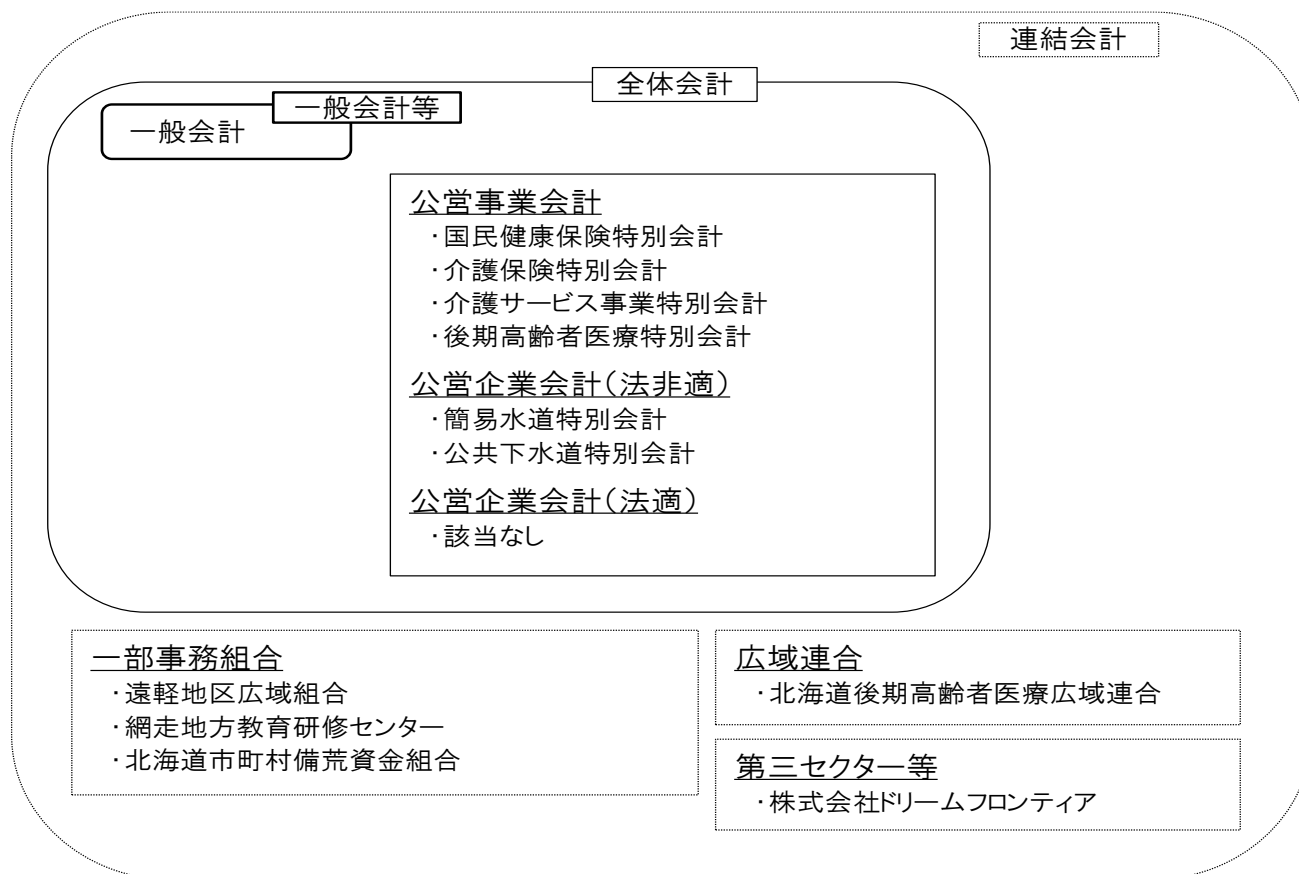 連結会計
全体会計
一般会計等
一般会計
公営事業会計
・国民健康保険特別会計
・介護保険特別会計
・介護サービス事業特別会計
・後期高齢者医療特別会計
公営企業会計(法非適)
・簡易水道特別会計
・公共下水道特別会計
公営企業会計(法適)
・該当なし
一部事務組合
・遠軽地区広域組合
・網走地方教育研修センター
・北海道市町村備荒資金組合
広域連合
・北海道後期高齢者医療広域連合
第三セクター等
・株式会社ドリームフロンティア